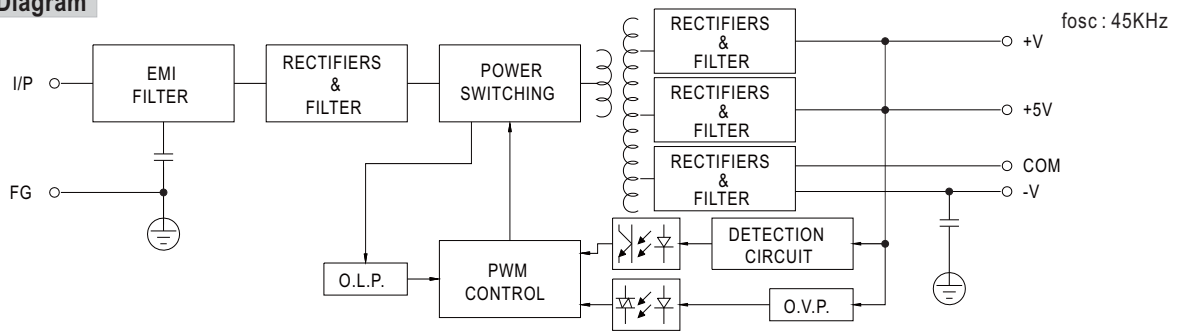 Diagram
fosc : 45KHz
I/P
EMI
FILTER
RECTIFIERS
&
FILTER
POWER
SWITCHING
RECTIFIERS
&
FILTER
+V
RECTIFIERS
&
FILTER
+5V
RECTIFIERS
&
FILTER
COM
-V
FG
O.L.P.
PWM
CONTROL
DETECTION
CIRCUIT
O.V.P.